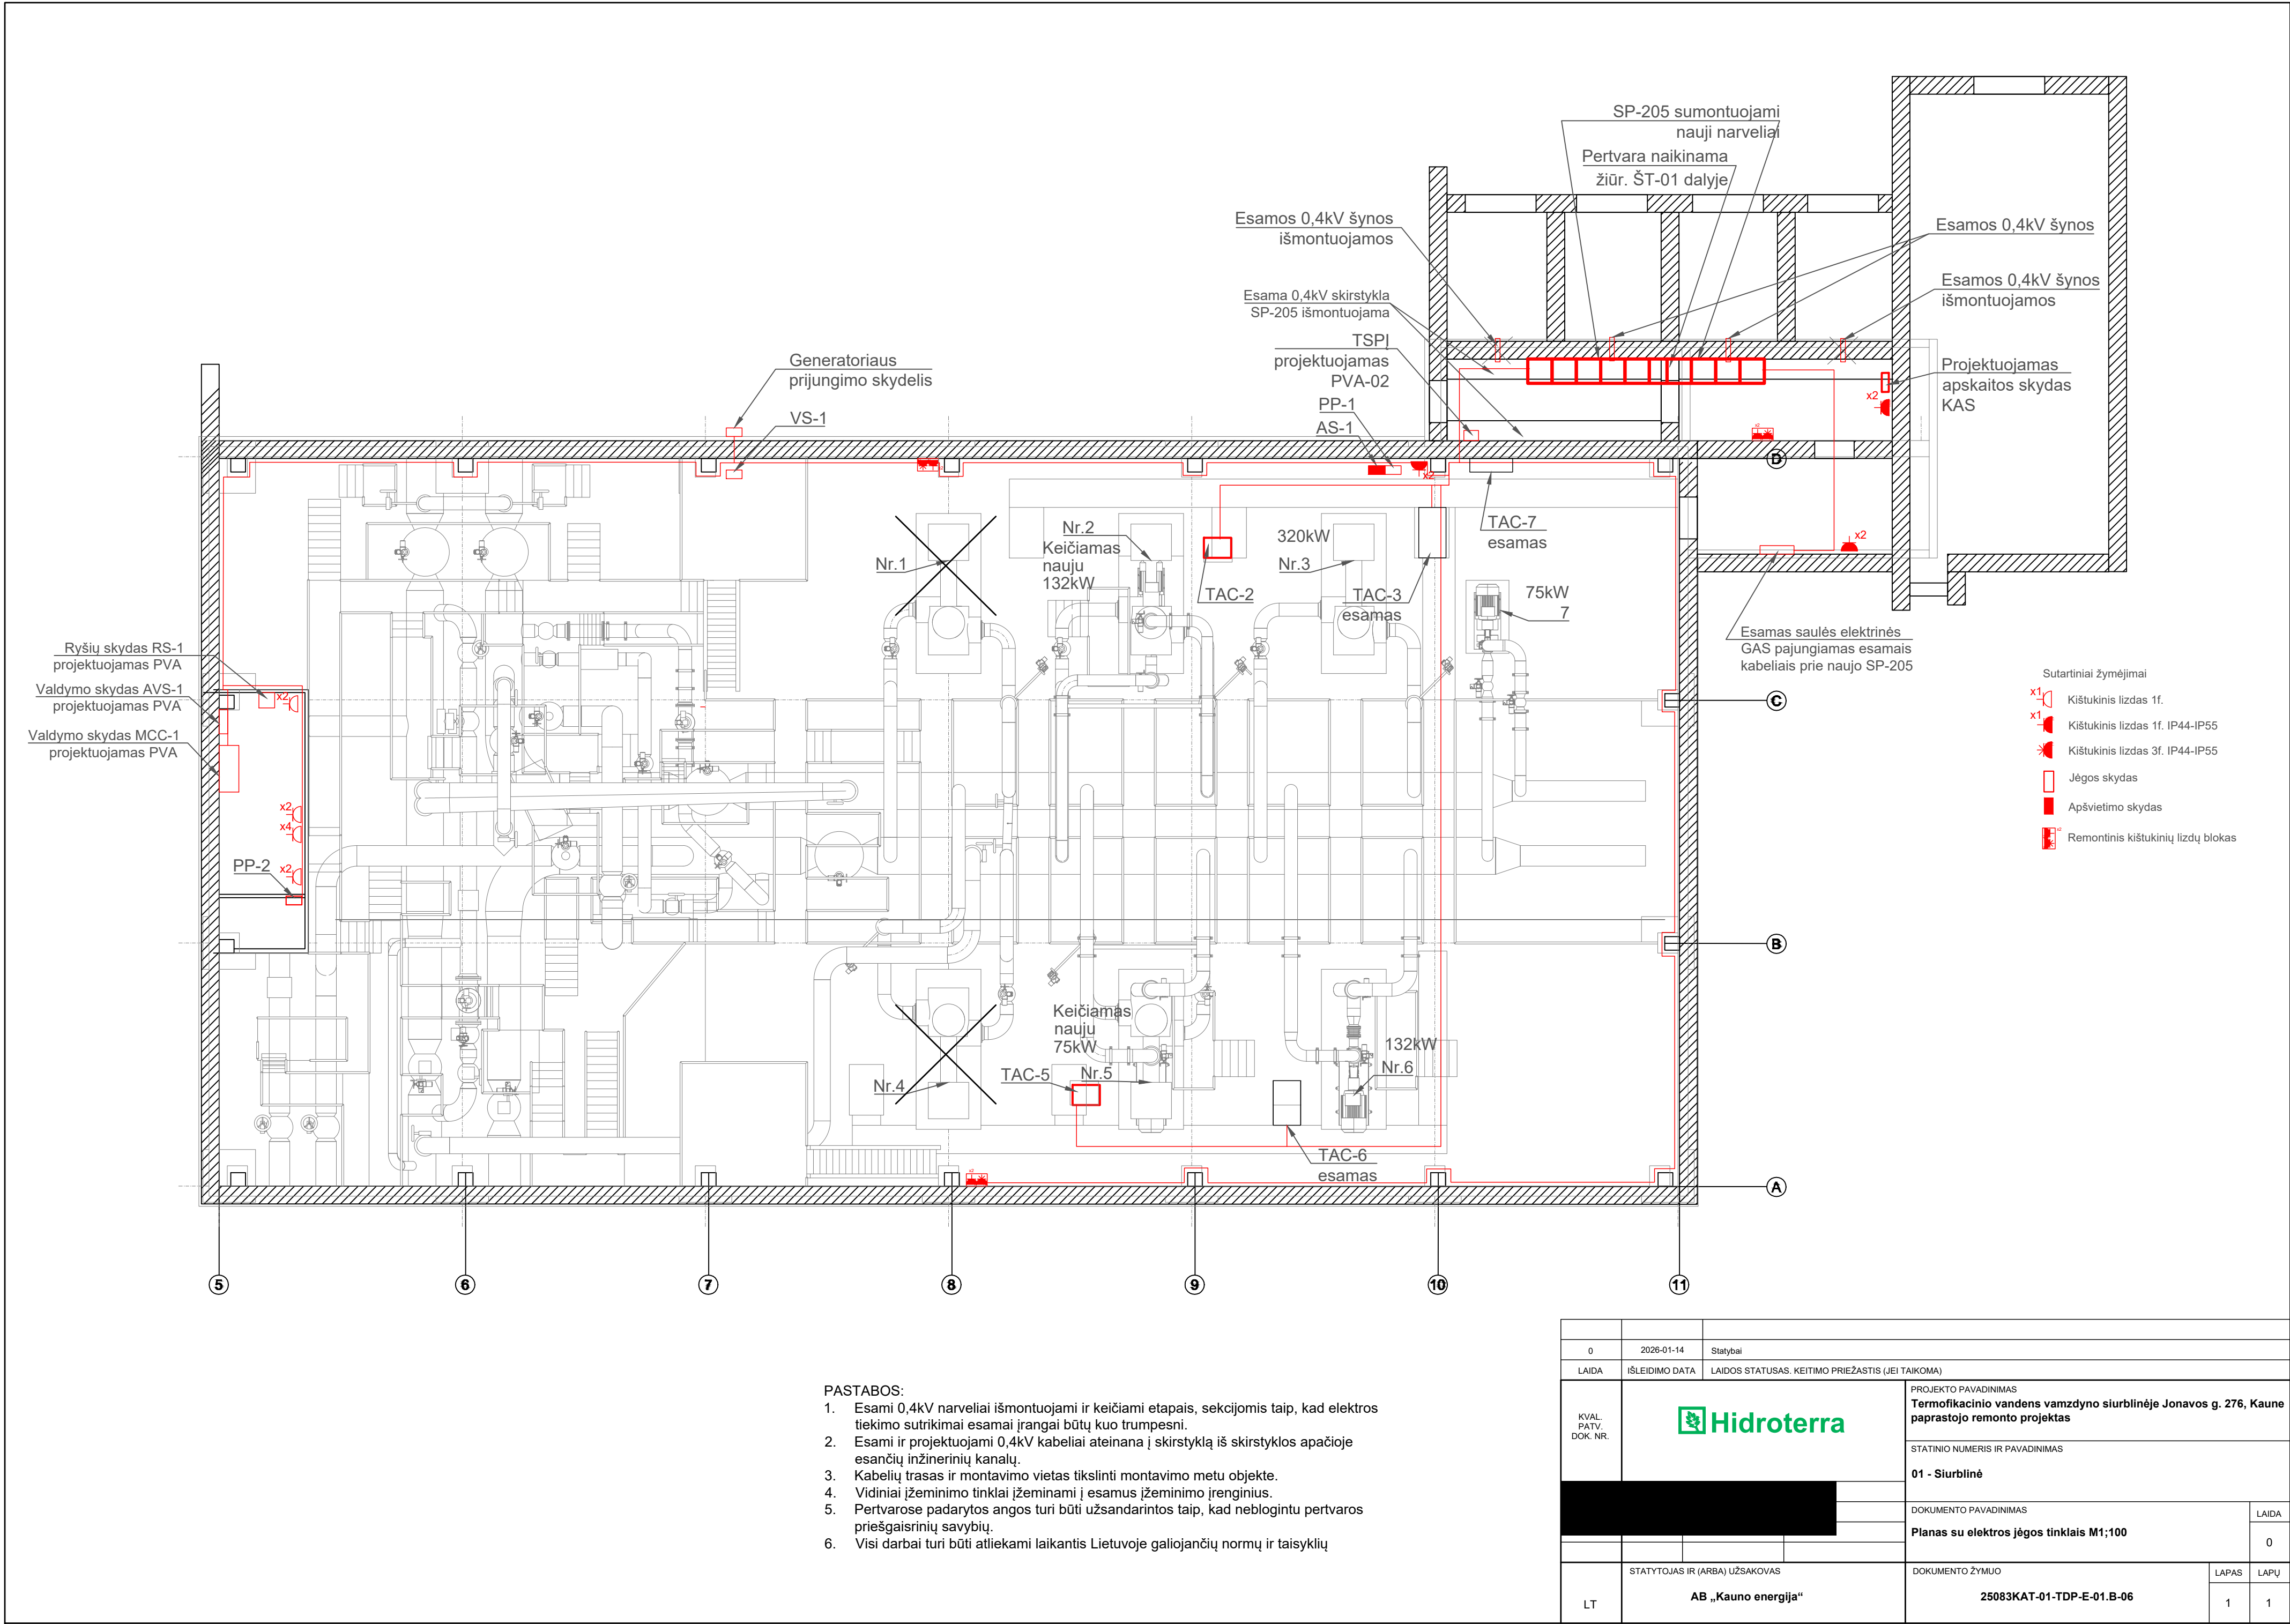 SP-205 sumontuojami
nauji narveliai
Pertvara naikinama
žiūr. ŠT-01 dalyje
Esamos 0,4kV šynos
išmontuojamos
Esamos 0,4kV šynos
Esamos 0,4kV šynos
išmontuojamos
Esama 0,4kV skirstykla
SP-205 išmontuojama
TSPĮ
projektuojamas
PVA-02
PP-1
AS-1
Projektuojamas
apskaitos skydas
KAS
x2
x2
Generatoriaus
prijungimo skydelis
VS-1
x2
x2
D
TAC-7
esamas
x2
Nr.1
Nr.2
Keičiamas
nauju
132kW
TAC-2
320kW
Nr.3
TAC-3
esamas
75kW
7
Esamas saulės elektrinės
GAS pajungiamas esamais
kabeliais prie naujo SP-205
Ryšių skydas RS-1
projektuojamas PVA
Valdymo skydas AVS-1
projektuojamas PVA
Valdymo skydas MCC-1
projektuojamas PVA
x2
x2
x4
x2
PP-2
C
B
A
Sutartiniai žymėjimai
x1
Kištukinis lizdas 1f.
x1
Kištukinis lizdas 1f. IP44-IP55
Kištukinis lizdas 3f. IP44-IP55
Jėgos skydas
Apšvietimo skydas
x2
Remontinis kištukinių lizdų blokas
Nr.4
Keičiamas
nauju
75kW
TAC-5
Nr.5
132kW
Nr.6
TAC-6
esamas
x2
5
6
7
8
9
10
11
PASTABOS:
1. Esami 0,4kV narveliai išmontuojami ir keičiami etapais, sekcijomis taip, kad elektros
tiekimo sutrikimai esamai įrangai būtų kuo trumpesni.
2. Esami ir projektuojami 0,4kV kabeliai ateinana į skirstyklą iš skirstyklos apačioje
esančių inžinerinių kanalų.
3. Kabelių trasas ir montavimo vietas tikslinti montavimo metu objekte.
4. Vidiniai įžeminimo tinklai įžeminami į esamus įžeminimo įrenginius.
5. Pertvarose padarytos angos turi būti užsandarintos taip, kad neblogintu pertvaros
priešgaisrinių savybių.
6. Visi darbai turi būti atliekami laikantis Lietuvoje galiojančių normų ir taisyklių
0 2026-01-14 Statybai
LAIDA IŠLEIDIMO DATA LAIDOS STATUSAS. KEITIMO PRIEŽASTIS (JEI TAIKOMA)
KVAL.
PATV.
DOK. NR.
Hidroterra
PROJEKTO PAVADINIMAS
Termofikacinio vandens vamzdyno siurblinėje Jonavos g. 276, Kaune
paprastojo remonto projektas
STATINIO NUMERIS IR PAVADINIMAS
01 - Siurblinė
DOKUMENTO PAVADINIMAS
LAIDA
Planas su elektros jėgos tinklais M1;100
0
STATYTOJAS IR (ARBA) UŽSAKOVAS
DOKUMENTO ŽYMUO
LAPAS LAPŲ
LT
AB „Kauno energija“
25083KAT-01-TDP-E-01.B-06
1 1